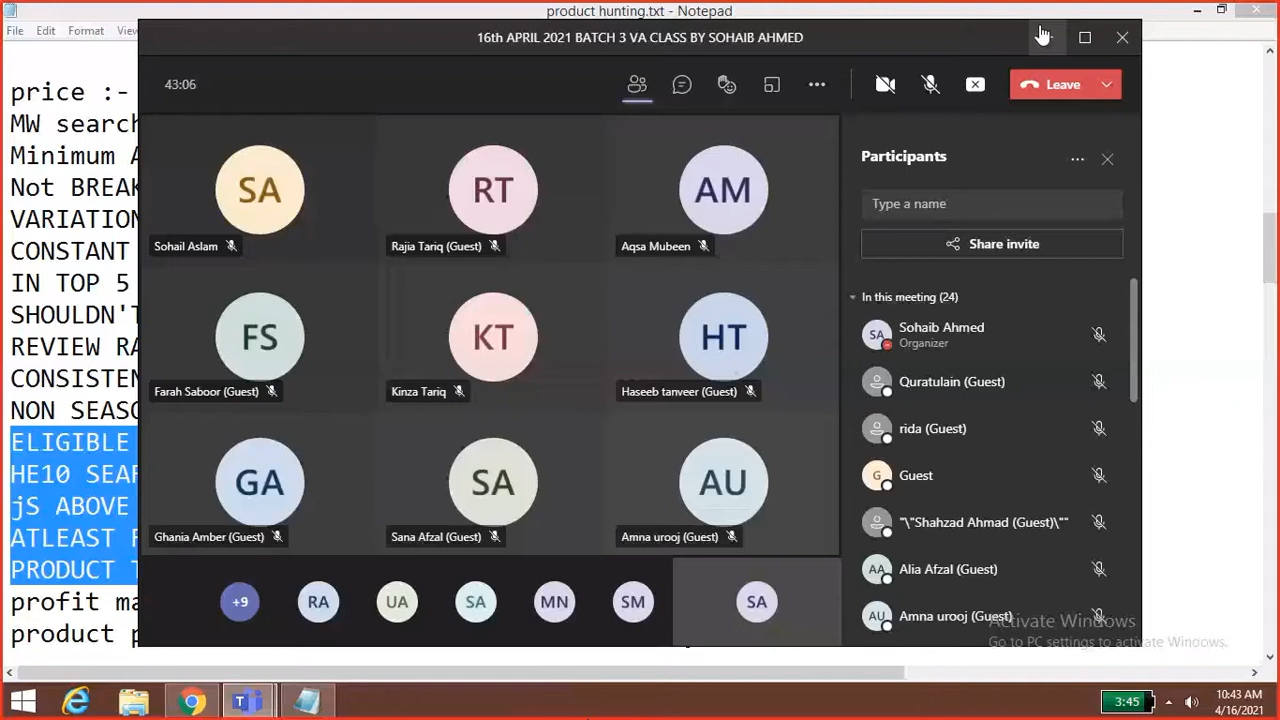 product hunting.txt - Notepad
File Edit Format View
16th APRIL 2021 BATCH 3 VA CLASS BY SOHAIB AHMED
43:06
Leave
price :-
MW search
Minimum A
Not BREAK
VARIATION
CONSTANT
IN TOP 5
SHOULDN'T
REVIEW RA
CONSISTEN
NON SEASO
ELIGIBLE
HE10 SEAR
jS ABOVE
ATLEAST
PRODUCT
profit ma
product p
SA
RT
AM
Sohail Aslam
Rajia Tariq (Guest)
Aqsa Mubeen
FS
KT
HT
Farah Saboor (Guest)
Kinza Tariq
Haseeb tanveer (Guest)
GA
SA
AU
Ghania Amber (Guest)
Sana Afzal (Guest)
Amna urooj (Guest)
+9 RA UA SA MN SM SA
Participants
Type a name
Share invite
In this meeting (24)
SA Sohaib Ahmed
Organizer
Quratulain (Guest)
rida (Guest)
G Guest
"\"Shahzad Ahmad (Guest)\""
AA Alia Afzal (Guest)
AU Amna urooj (Guest)
Activate Windows
Go to PC settings to activate Windows.
3:45
10:43 AM
4/16/2021